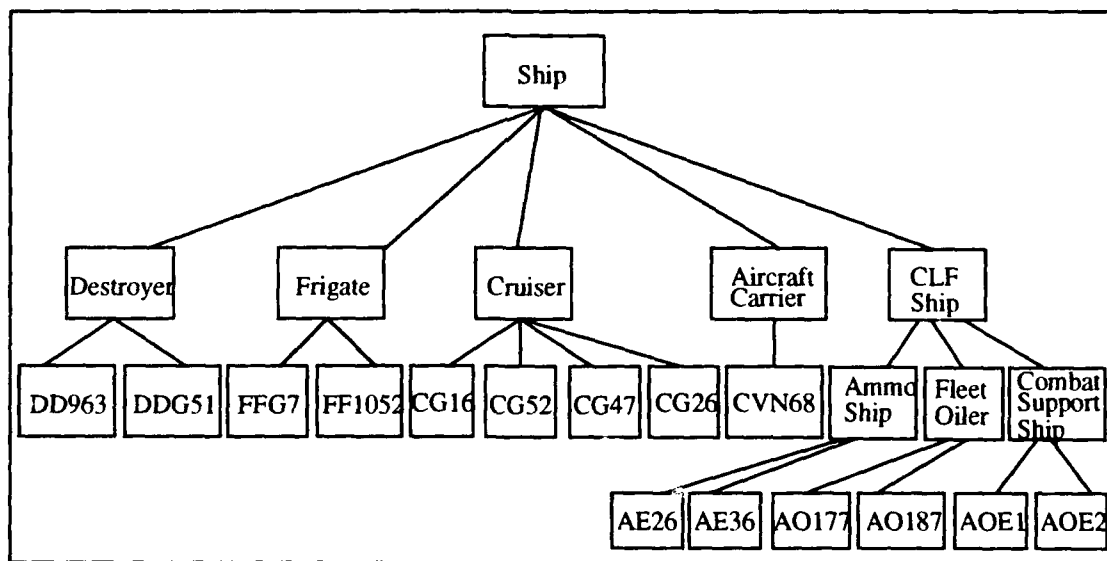 Ship
Destroyer
Frigate
Cruiser
Aircraft
Carrier
CLF
Ship
DD963
DDG51
FFG7
FF1052
CG16
CG52
CG47
CG26
CVN68
Ammo
Ship
Fleet
Oiler
Combat
Support
Ship
AE26
AE36
AO177
AO187
AOE1
AOE2